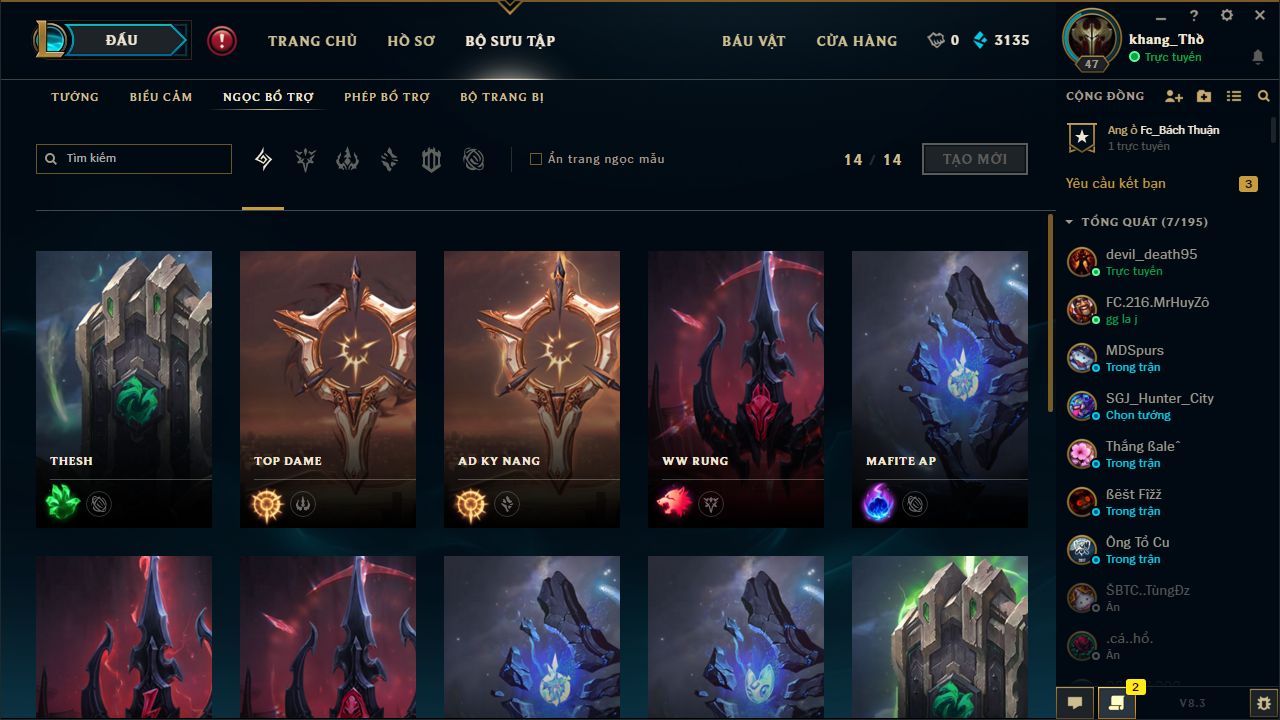 ĐẤU
TRANG CHỦ
HỒ SƠ
BỘ SƯU TẬP
BÁU VẬT
CỬA HÀNG
0
3135
47
khang_Thò
Trực tuyến
TƯỚNG
BIỂU CẢM
NGỌC BỔ TRỢ
PHÉP BỔ TRỢ
BỘ TRANG BỊ
Tìm kiếm
Ẩn trang ngọc mẫu
14 / 14
TẠO MỚI
THESH
TOP DAME
AD KY NANG
WW RUNG
MAFITE AP
CỘNG ĐỒNG
Ang ô Fc_Bách Thuận
1 trực tuyến
Yêu cầu kết bạn
3
TỔNG QUÁT (7/195)
devil_death95
Trực tuyến
FC.216.MrHuyZô
gg la j
MDSpurs
Trong trận
SGJ_Hunter_City
Chọn tướng
Thắng ßaleˆ
Trong trận
ßëšt Fížž
Trong trận
Ông Tổ Cu
Trong trận
ŠBTC..TùngĐz
Ẩn
.cá..hổ.
Ẩn
2
V8.3